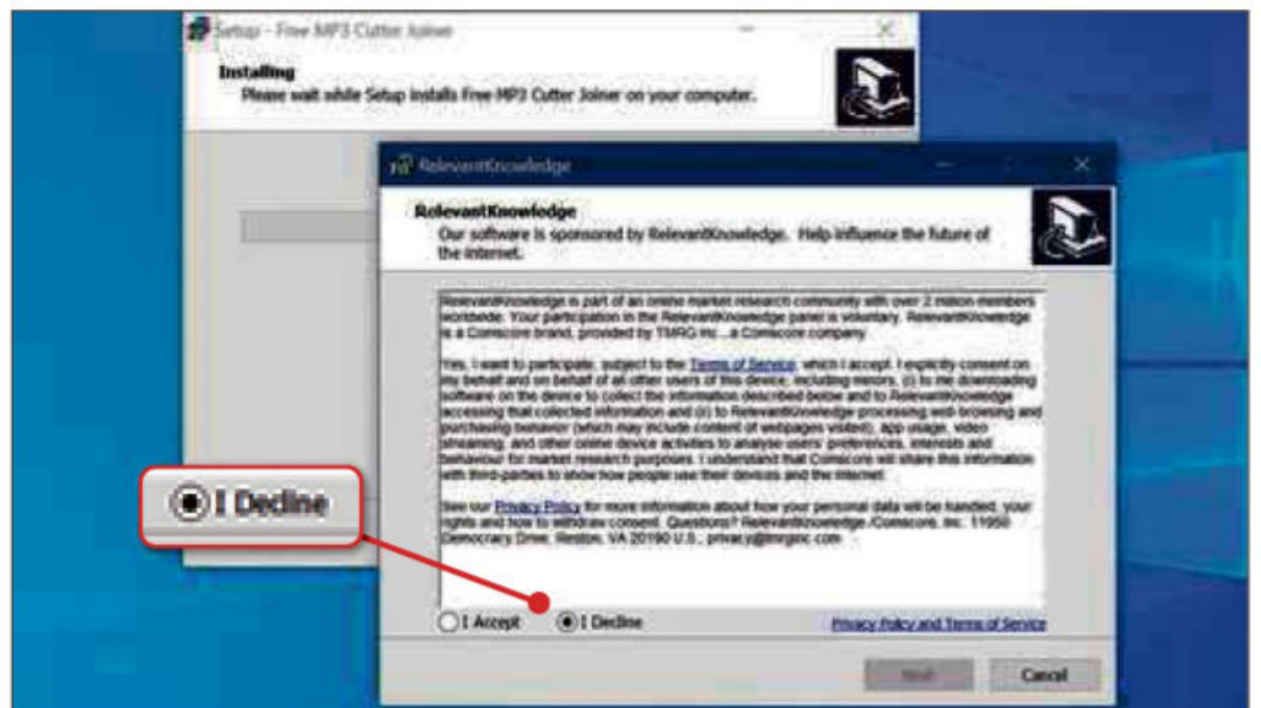 Setup - Free MP3 Cutter Joiner
Installing
Please wait while Setup installs Free MP3 Cutter Joiner on your computer.
RelevantKnowledge
RelevantKnowledge
Our software is sponsored by RelevantKnowledge. Help influence the future of
the internet.
RelevantKnowledge is part of an online market research community with over 2 million members
worldwide. Your participation in the RelevantKnowledge panel is voluntary. RelevantKnowledge
is a Comscore brand, provided by TMRG Inc., a Comscore company.
Yes, I want to participate, subject to the Terms of Service, which I accept. I explicitly consent on
my behalf and on behalf of all other users of this device, including minors, (i) to me downloading
software on the device to collect the information described below and to RelevantKnowledge
accessing that collected information and (ii) to RelevantKnowledge processing web browsing and
purchasing behavior (which may include content of webpages visited), app usage, video
streaming, and other online device activities to analyse users' preferences, interests and
behaviour for market research purposes. I understand that Comscore will share this information
with third-parties to show how people use their devices and the internet.
See our Privacy Policy for more information about how your personal data will be handled, your
rights and how to withdraw consent. Questions? RelevantKnowledge /Comscore, Inc. 11950
Democracy Drive, Reston, VA 20190 U.S., privacy@tmrginc.com
I Decline
I Accept I Decline Privacy Policy and Terms of Service
Next Cancel